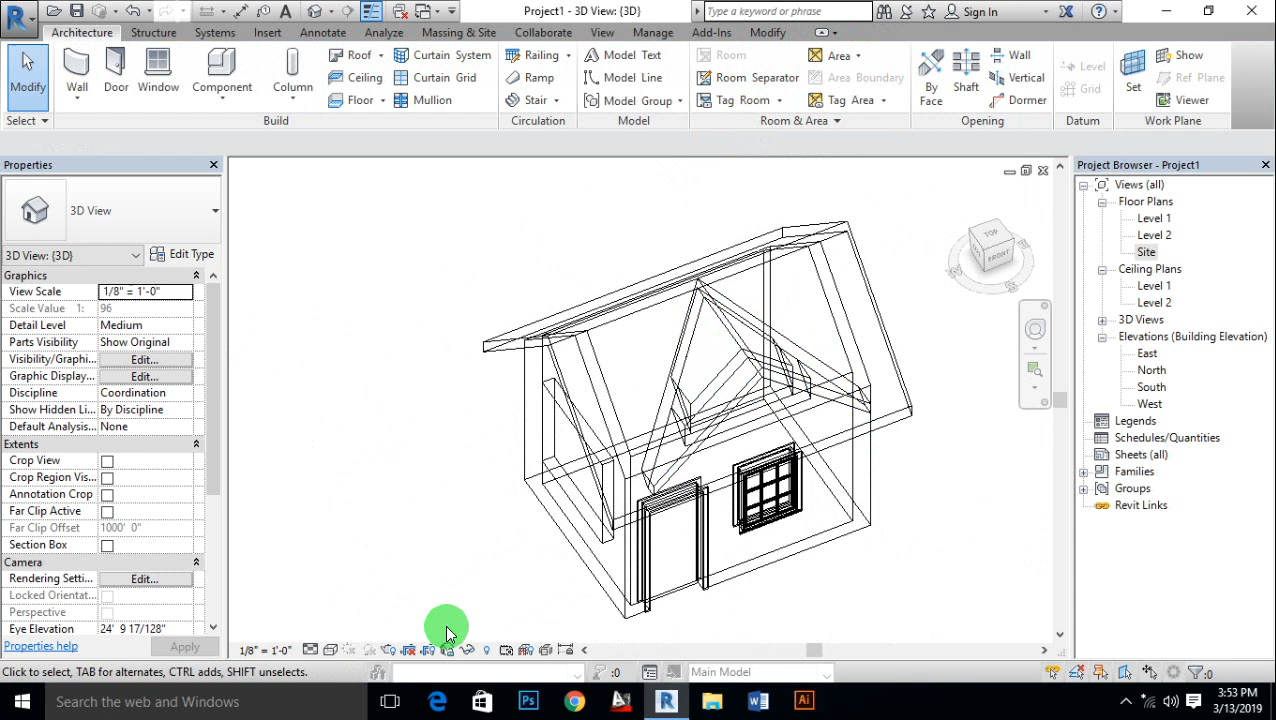 Project1 - 3D View: {3D}
Type a keyword or phrase
Sign In
Architecture Structure Systems Insert Annotate Analyze Massing & Site Collaborate View Manage Add-Ins Modify
Modify
Wall
Door
Window
Component
Column
Roof
Ceiling
Floor
Curtain System
Curtain Grid
Mullion
Railing
Ramp
Stair
Model Text
Model Line
Model Group
Room
Room Separator
Tag Room
Area
Area Boundary
Tag Area
By Face
Shaft
Wall
Vertical
Dormer
Level
Grid
Set
Show
Ref Plane
Viewer
Select Build Circulation Model Room & Area Opening Datum Work Plane
Properties
3D View
3D View: {3D} Edit Type
Graphics
View Scale 1/8" = 1'-0"
Scale Value 1: 96
Detail Level Medium
Parts Visibility Show Original
Visibility/Graphi... Edit...
Graphic Display... Edit...
Discipline Coordination
Show Hidden Li... By Discipline
Default Analysis... None
Extents
Crop View
Crop Region Vis...
Annotation Crop
Far Clip Active
Far Clip Offset 1000' 0"
Section Box
Camera
Rendering Setti... Edit...
Locked Orientat...
Perspective
Eye Elevation 24' 9 17/128"
Properties help Apply
TOP
FRONT
1/8" = 1'-0"
Project Browser - Project1
Views (all)
Floor Plans
Level 1
Level 2
Site
Ceiling Plans
Level 1
Level 2
3D Views
Elevations (Building Elevation)
East
North
South
West
Legends
Schedules/Quantities
Sheets (all)
Families
Groups
Revit Links
Click to select, TAB for alternates, CTRL adds, SHIFT unselects.
:0
Main Model
:0
Search the web and Windows
3:53 PM
3/13/2019